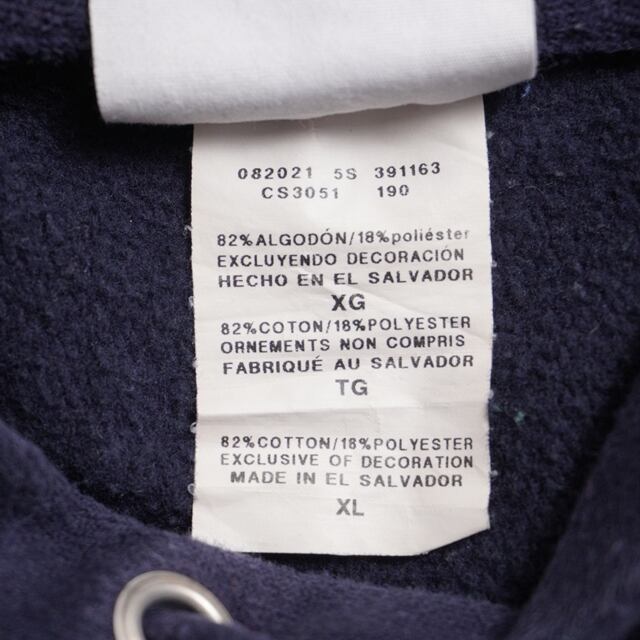 082021 5S 391163
CS3051 190
82%ALGODÓN/18%poliéster
EXCLUYENDO DECORACIÓN
HECHO EN EL SALVADOR
XG
82%COTON/18%POLYESTER
ORNEMENTS NON COMPRIS
FABRIQUÉ AU SALVADOR
TG
82%COTTON/18%POLYESTER
EXCLUSIVE OF DECORATION
MADE IN EL SALVADOR
XL